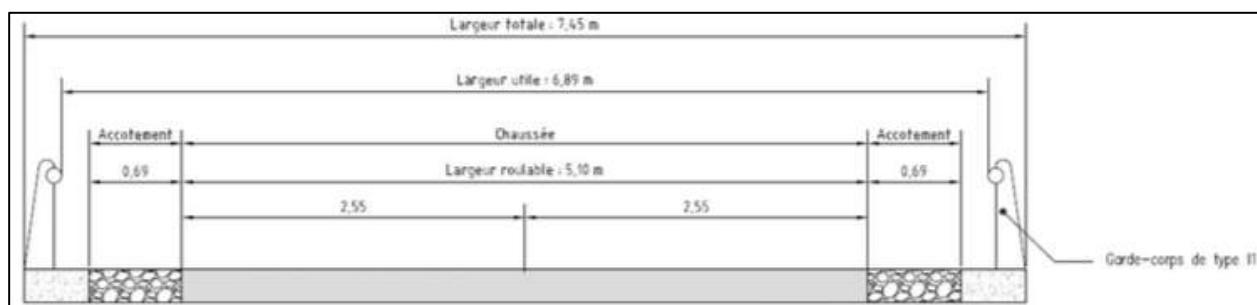 Largeur totale : 7,45 m
Largeur utile : 6,89 m
Accotement
Chaussée
Accotement
0,69
Largeur roulable : 5,10 m
0,69
2,55
2,55
Garde-corps de type II